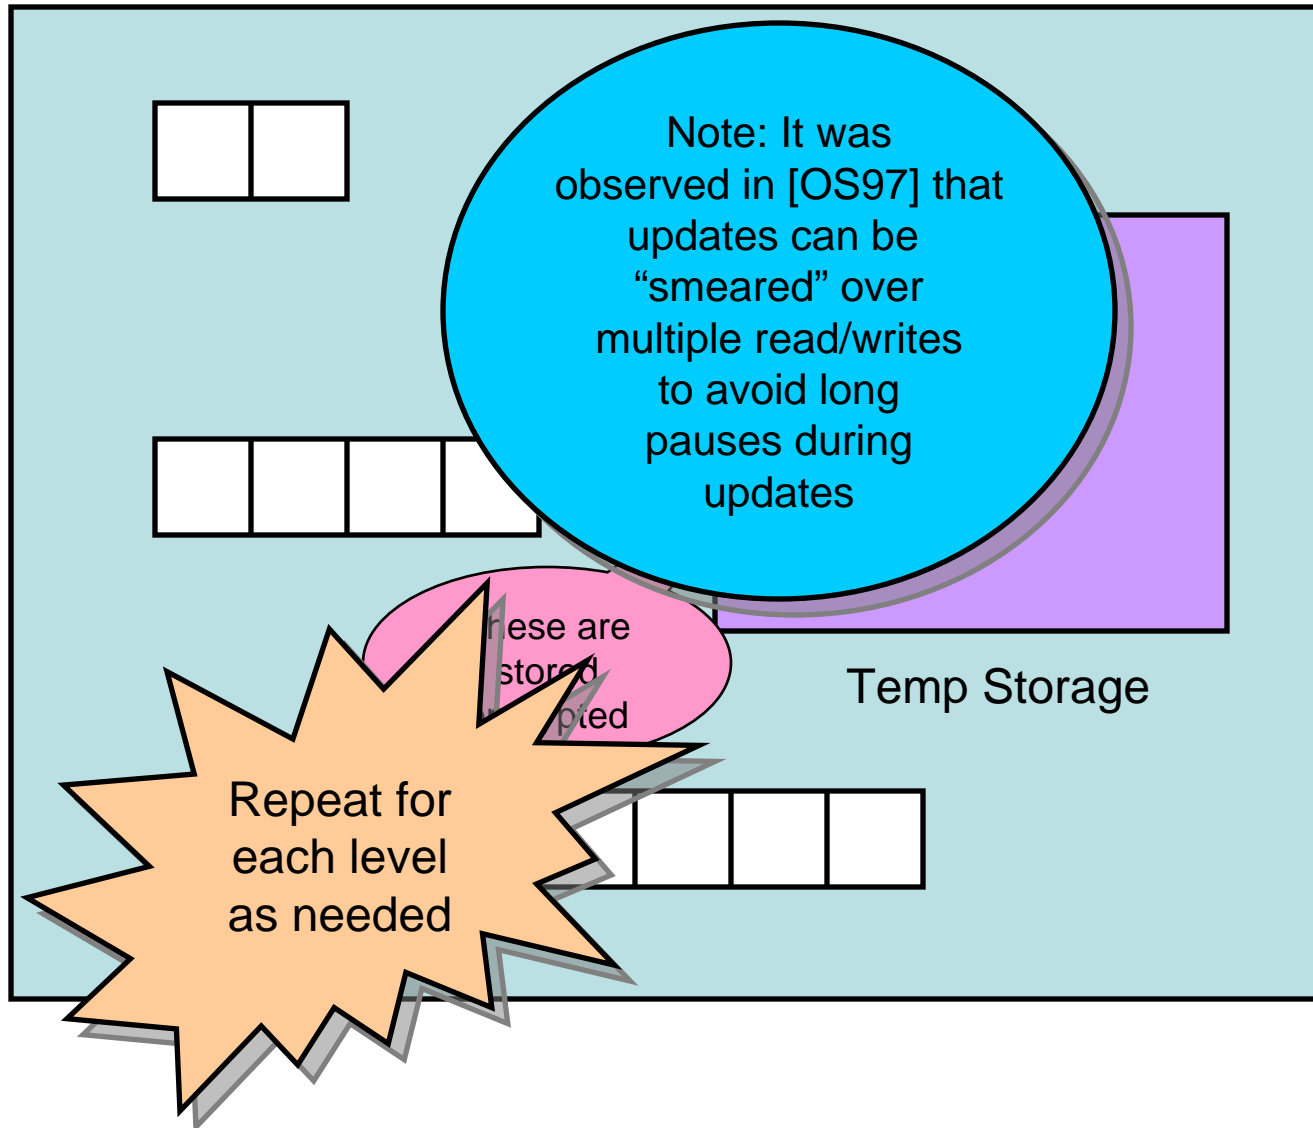 Note: It was
observed in [OS97] that
updates can be
“smeared” over
multiple read/writes
to avoid long
pauses during
updates
are
stored
Temp Storage
Repeat for
each level
as needed